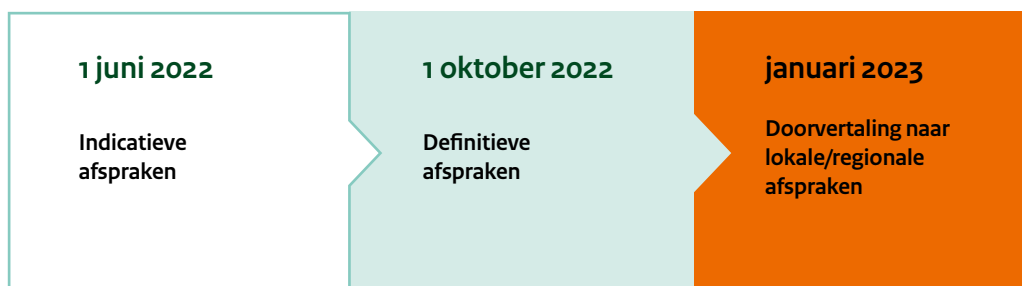 1 juni 2022
Indicatieve
afspraken
1 oktober 2022
Definitieve
afspraken
januari 2023
Doorvertaling naar
lokale/regionale
afspraken